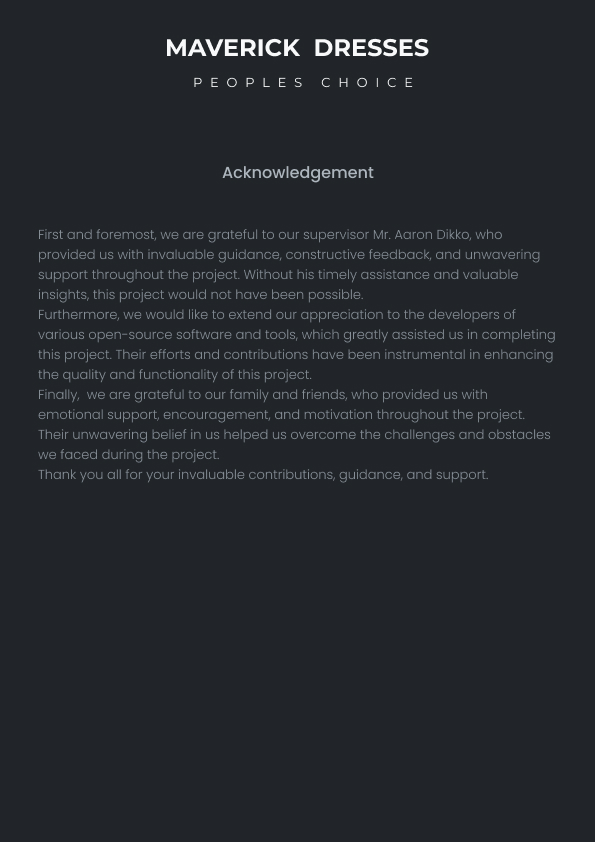 MAVERICK DRESSES
PEOPLES CHOICE
Acknowledgement
First and foremost, we are grateful to our supervisor Mr. Aaron Dikko, who
provided us with invaluable guidance, constructive feedback, and unwavering
support throughout the project. Without his timely assistance and valuable
insights, this project would not have been possible.
Furthermore, we would like to extend our appreciation to the developers of
various open-source software and tools, which greatly assisted us in completing
this project. Their efforts and contributions have been instrumental in enhancing
the quality and functionality of this project.
Finally, we are grateful to our family and friends, who provided us with
emotional support, encouragement, and motivation throughout the project.
Their unwavering belief in us helped us overcome the challenges and obstacles
we faced during the project.
Thank you all for your invaluable contributions, guidance, and support.